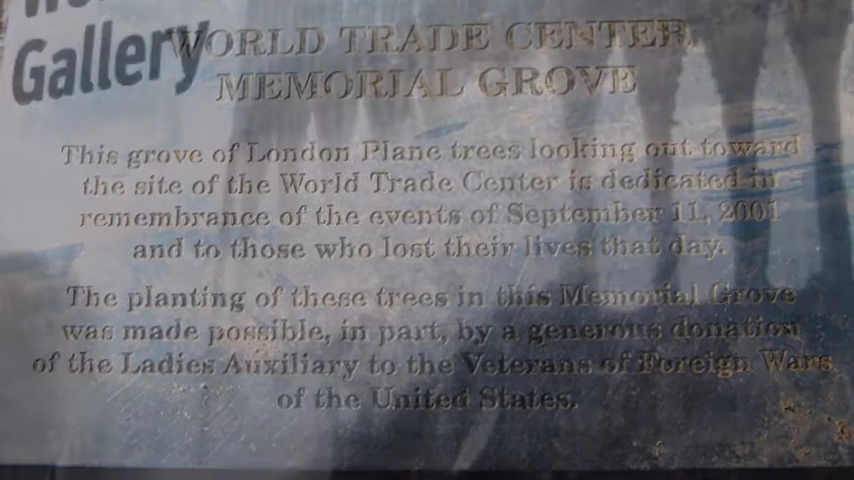 Gallery
WORLD TRADE CENTER
MEMORIAL GROVE
This grove of London Plane trees looking out toward
the site of the World Trade Center is dedicated in
remembrance of the events of September 11, 2001
and to those who lost their lives that day.
The planting of these trees in this Memorial Grove
was made possible, in part, by a generous donation
of the Ladies Auxiliary to the Veterans of Foreign Wars
of the United States.